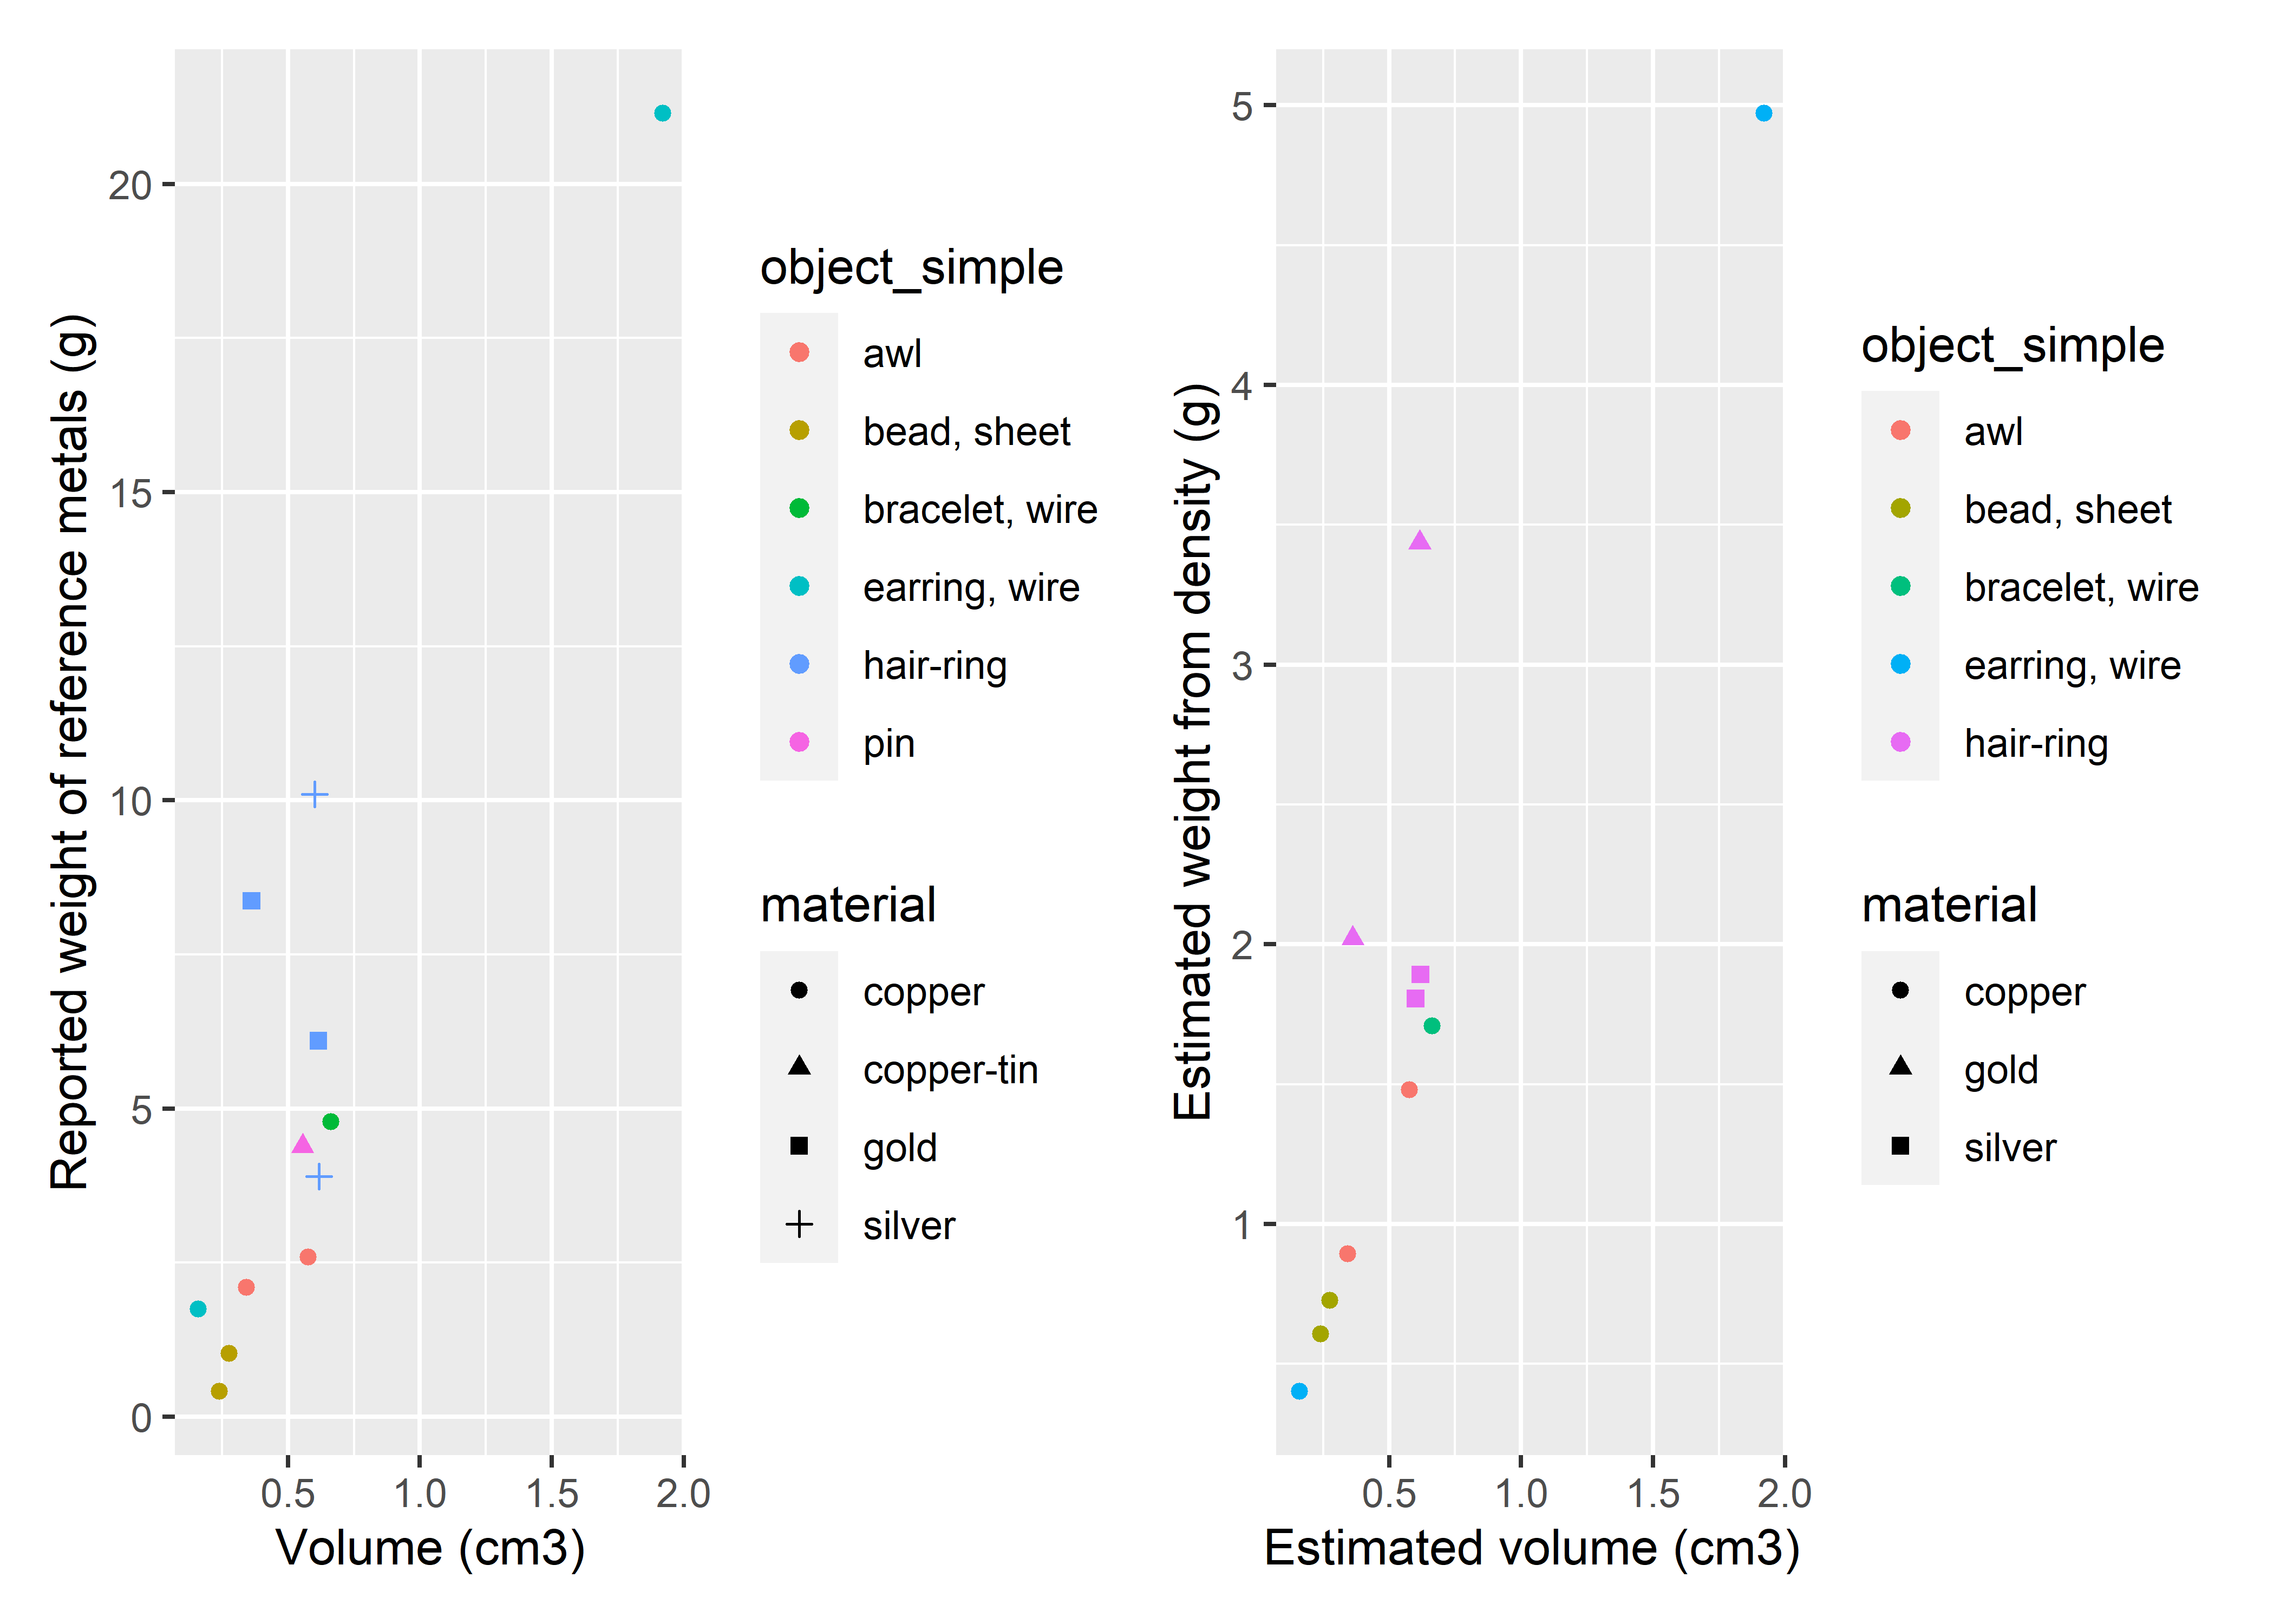 Reported weight of reference metals (g)
20
15
10
5
0
0.5 1.0 1.5 2.0
Volume (cm3)
object_simple
awl
bead, sheet
bracelet, wire
earring, wire
hair-ring
pin
material
copper
copper-tin
gold
silver
Estimated weight from density (g)
5
4
3
2
1
0.5 1.0 1.5 2.0
Estimated volume (cm3)
object_simple
awl
bead, sheet
bracelet, wire
earring, wire
hair-ring
material
copper
gold
silver